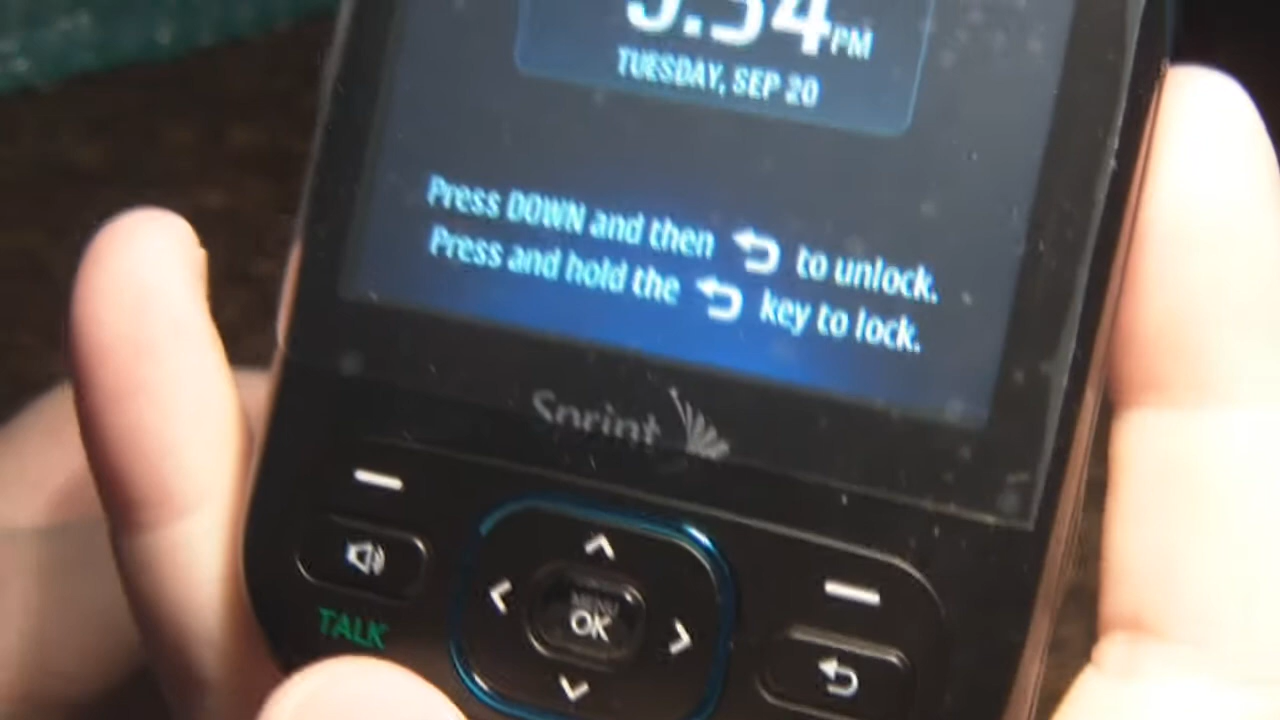 PM
TUESDAY, SEP 20
Press DOWN and then to unlock.
Press and hold the key to lock.
Sprint
MENU
OK
TALK